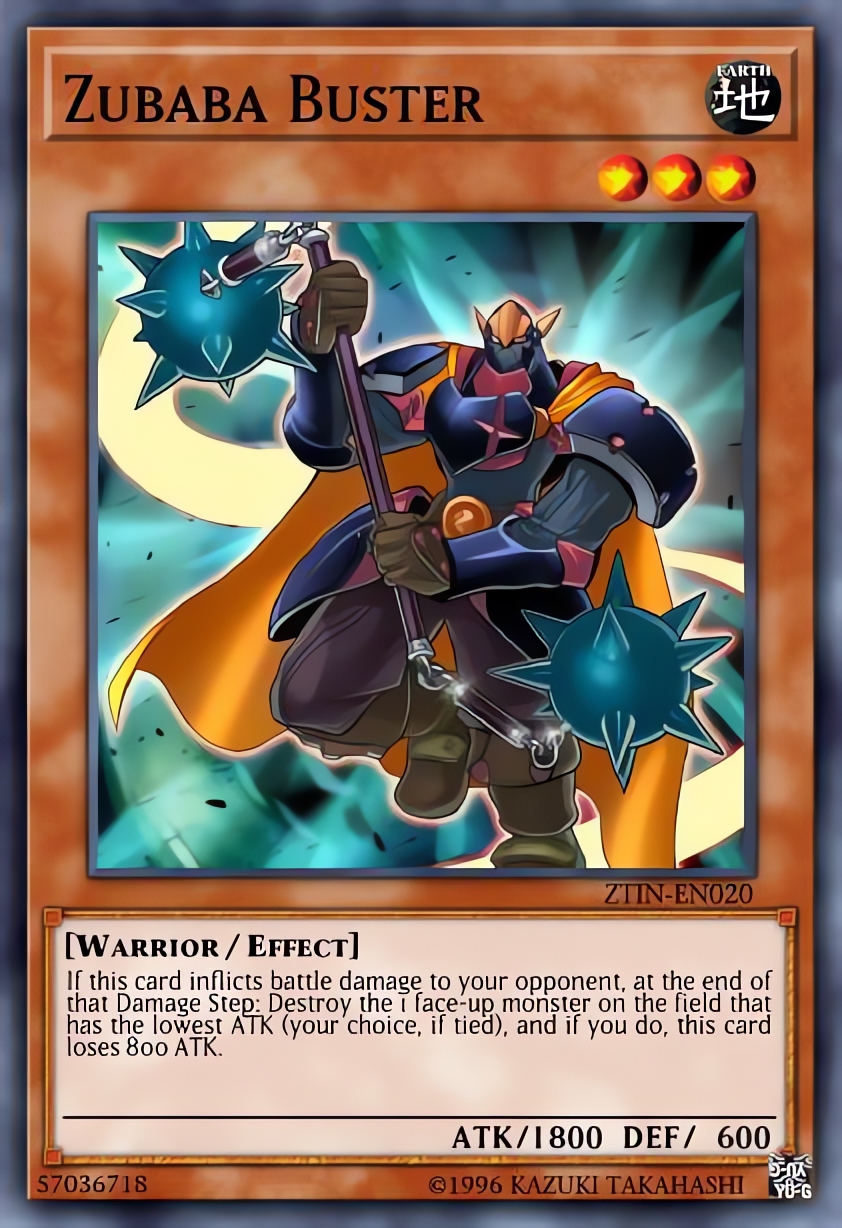 ZUBABA BUSTER
EARTH
地
ZTIN-EN020
[WARRIOR / EFFECT]
If this card inflicts battle damage to your opponent, at the end of
that Damage Step: Destroy the 1 face-up monster on the field that
has the lowest ATK (your choice, if tied), and if you do, this card
loses 800 ATK.
ATK/1800 DEF/ 600
57036718
©1996 KAZUKI TAKAHASHI